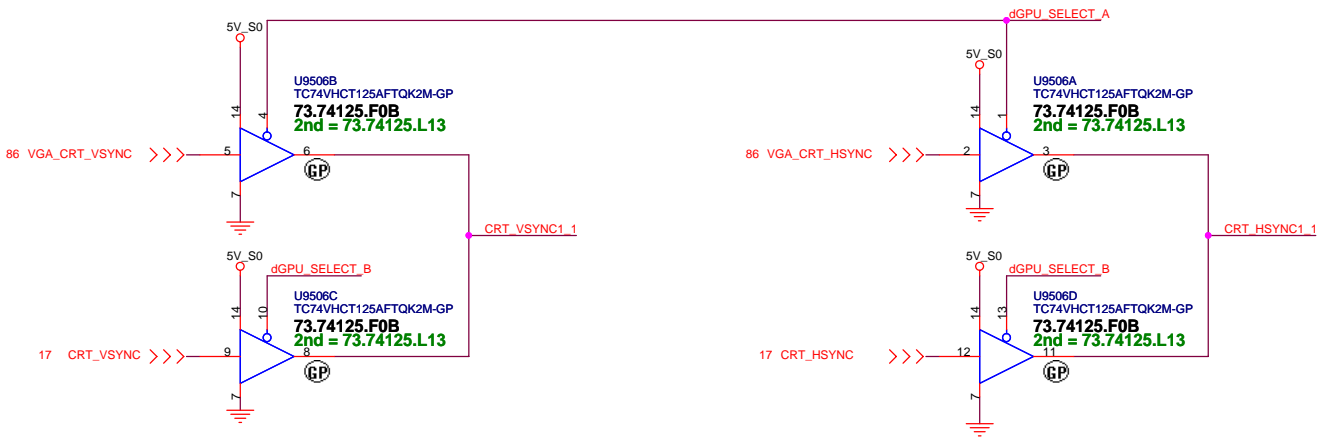 dGPU_SELECT_A
5V_S0
U9506B
TC74VHCT125AFTQK2M-GP
73.74125.F0B
2nd = 73.74125.L13
14
4
86 VGA_CRT_VSYNC
5
6
GP
7
5V_S0
U9506A
TC74VHCT125AFTQK2M-GP
73.74125.F0B
2nd = 73.74125.L13
14
1
86 VGA_CRT_HSYNC
2
3
GP
7
CRT_VSYNC1_1
CRT_HSYNC1_1
5V_S0
dGPU_SELECT_B
U9506C
TC74VHCT125AFTQK2M-GP
73.74125.F0B
2nd = 73.74125.L13
14
10
17 CRT_VSYNC
9
8
GP
7
5V_S0
dGPU_SELECT_B
U9506D
TC74VHCT125AFTQK2M-GP
73.74125.F0B
2nd = 73.74125.L13
14
13
17 CRT_HSYNC
12
11
GP
7